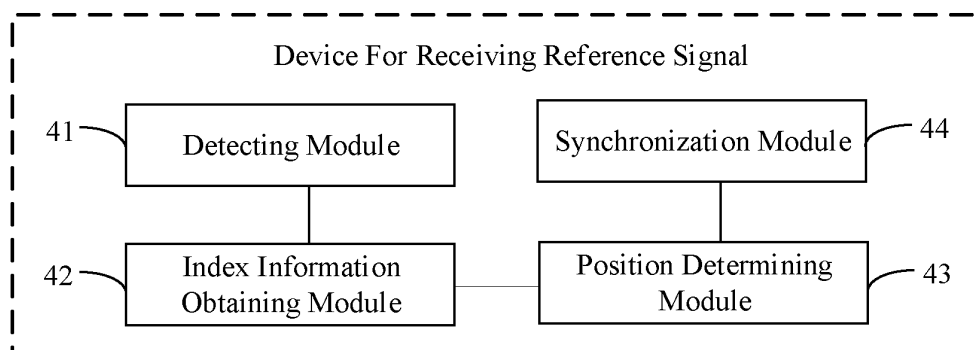 Device For Receiving Reference Signal
41
Detecting Module
Synchronization Module
44
42
Index Information
Obtaining Module
Position Determining
Module
43